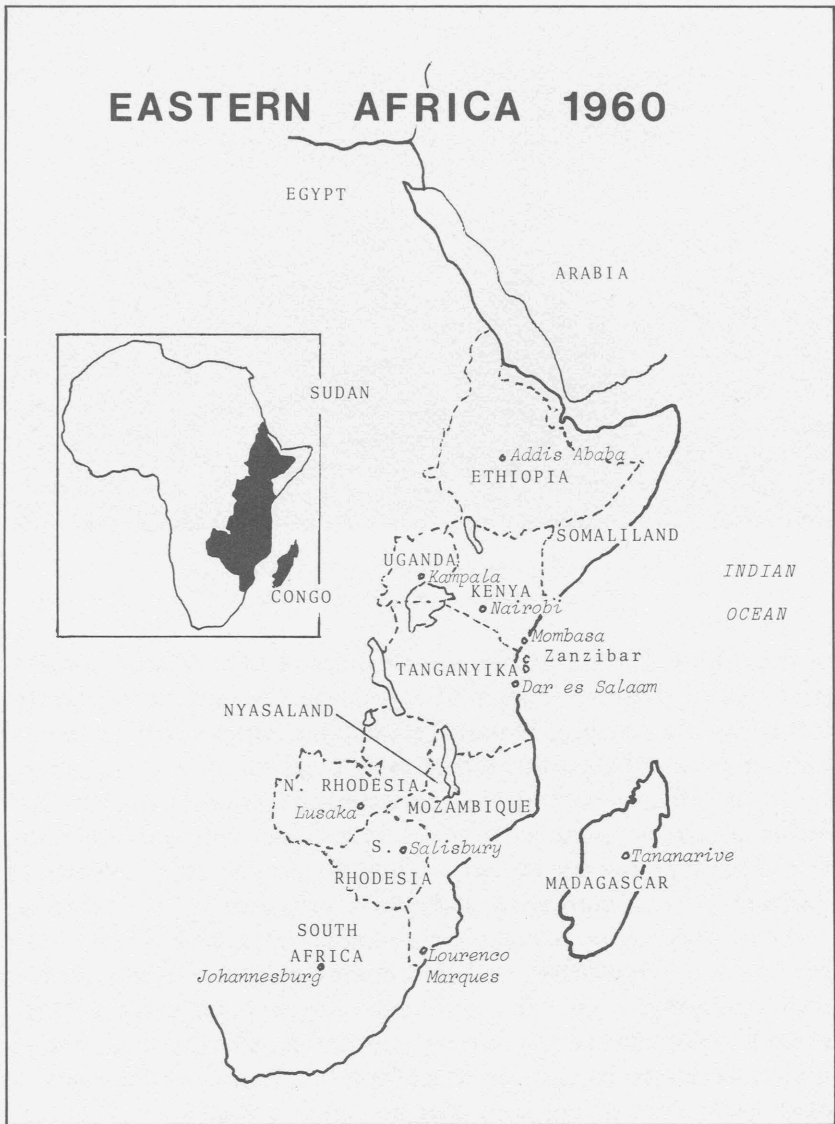 EASTERN AFRICA 1960
EGYPT
ARABIA
SUDAN
Addis Ababa
ETHIOPIA
SOMALILAND
UGANDA
Kampala
KENYA
INDIAN
OCEAN
CONGO
Nairobi
Mombasa
Zanzibar
TANGANYIKA
Dar es Salaam
NYASALAND
N. RHODESIA
Lusaka
MOZAMBIQUE
S.
Salisbury
RHODESIA
Tananarive
MADAGASCAR
SOUTH
AFRICA
Johannesburg
Lourenco
Marques